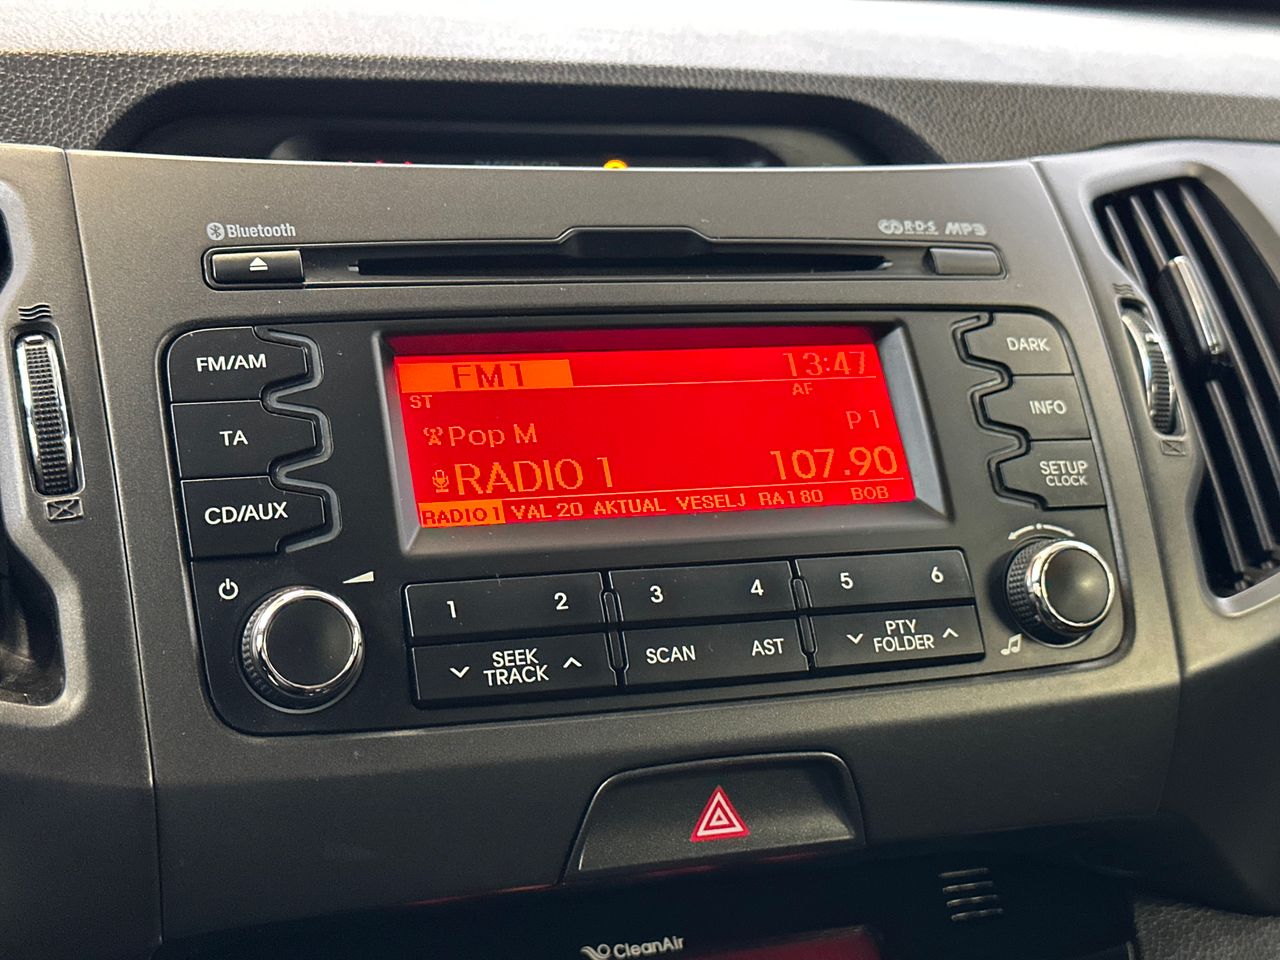 Bluetooth
R·D·S MP3
FM/AM
TA
CD/AUX
FM1 13:47
ST AF
Pop M P 1
RADIO 1 107.90
RADIO 1 VAL 20 AKTUAL VESELJ RA180 BOB
DARK
INFO
SETUP
CLOCK
1 2 3 4 5 6
SEEK
TRACK
SCAN AST
PTY
FOLDER
CleanAir